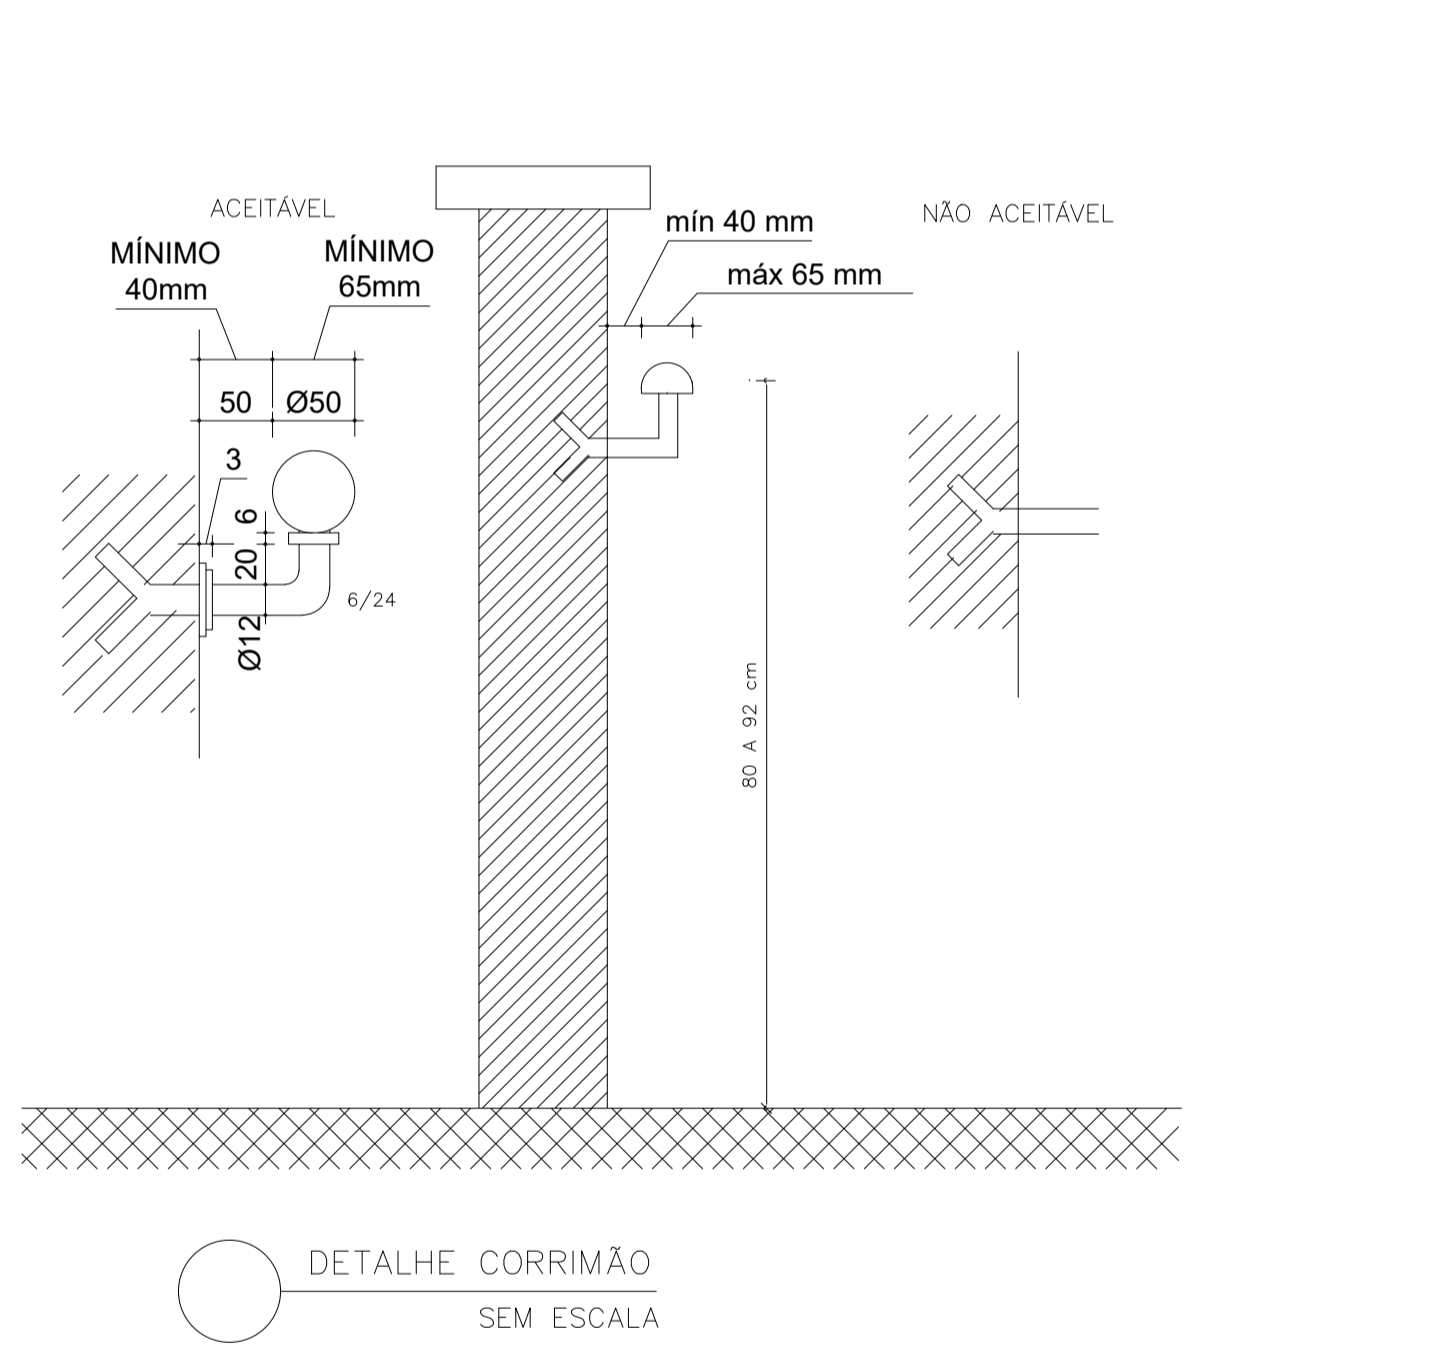 ACEITÁVEL
MÍNIMO
40mm
MÍNIMO
65mm
50
Ø50
3
6
20
Ø12
6/24
mín 40 mm
máx 65 mm
80 A 92 cm
NÃO ACEITÁVEL
DETALHE CORRIMÃO
SEM ESCALA